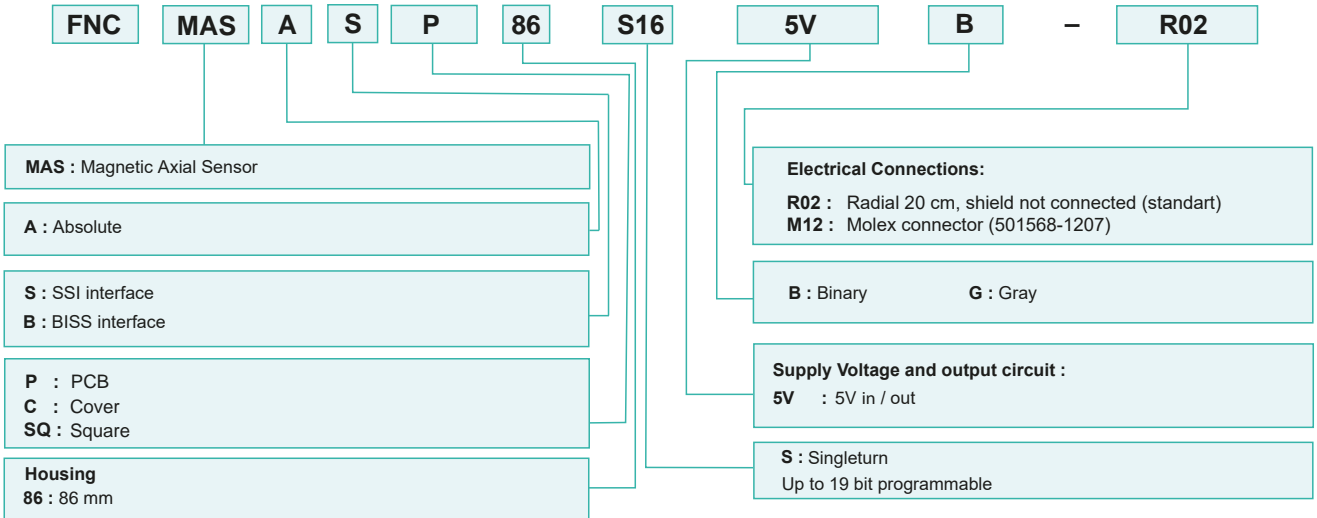 FNC MAS A S P 86 S16 5V B – R02
MAS : Magnetic Axial Sensor
A : Absolute
S : SSI interface
B : BISS interface
P : PCB
C : Cover
SQ : Square
Housing
86 : 86 mm
Electrical Connections:
R02 : Radial 20 cm, shield not connected (standart)
M12 : Molex connector (501568-1207)
B : Binary G : Gray
Supply Voltage and output circuit :
5V : 5V in / out
S : Singleturn
Up to 19 bit programmable